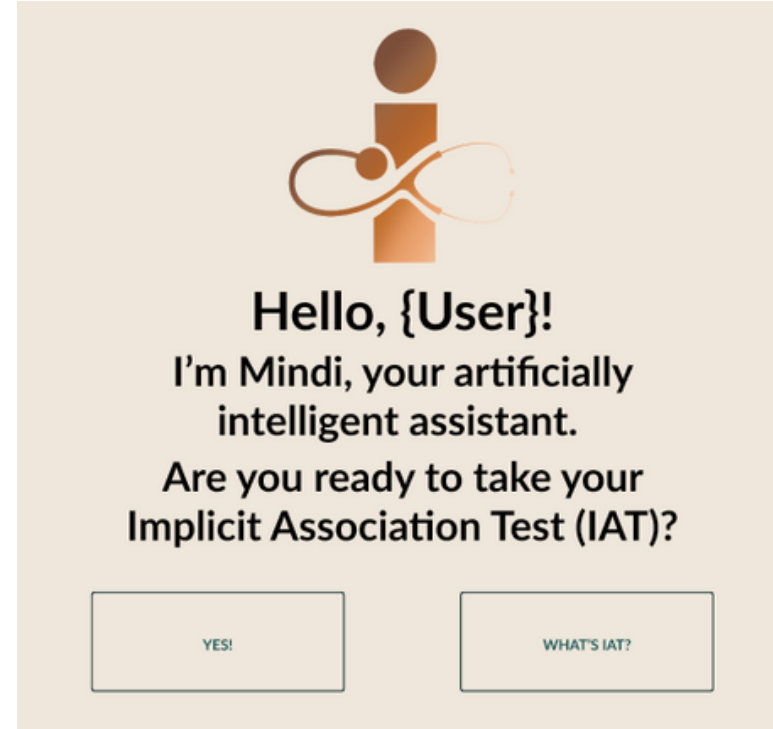 Hello, {User}!
I’m Mindi, your artificially
intelligent assistant.
Are you ready to take your
Implicit Association Test (IAT)?
YES!
WHAT'S IAT?